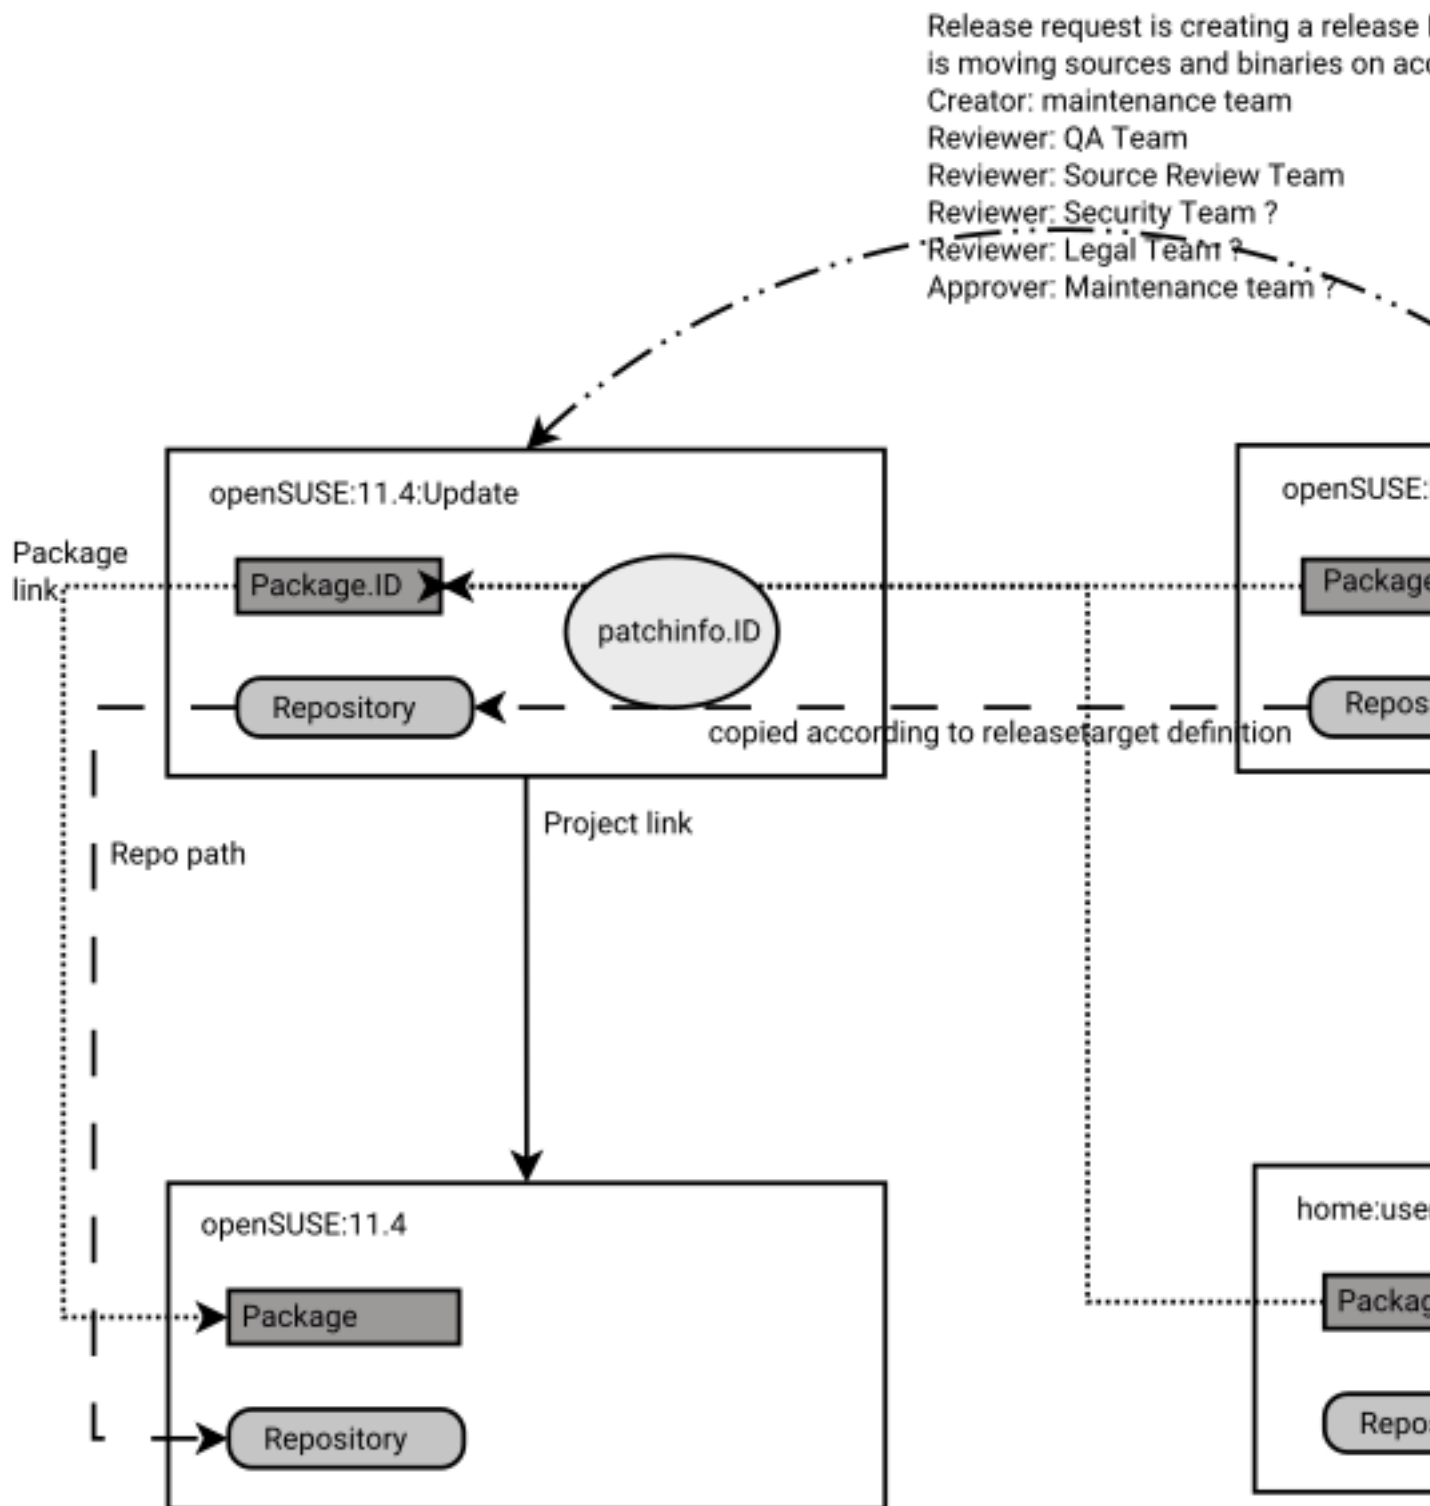 Release request is creating a release
is moving sources and binaries on
Creator: maintenance team
Reviewer: QA Team
Reviewer: Source Review Team
Reviewer: Security Team ?
Reviewer: Legal Team ?
Approver: Maintenance team ?
openSUSE:11.4:Update
openSUSE:
Package
link
Package.ID
Package
patchinfo.ID
Repository
copied according to releasetarget definition
Project link
Repo path
openSUSE:11.4
Package
Repository